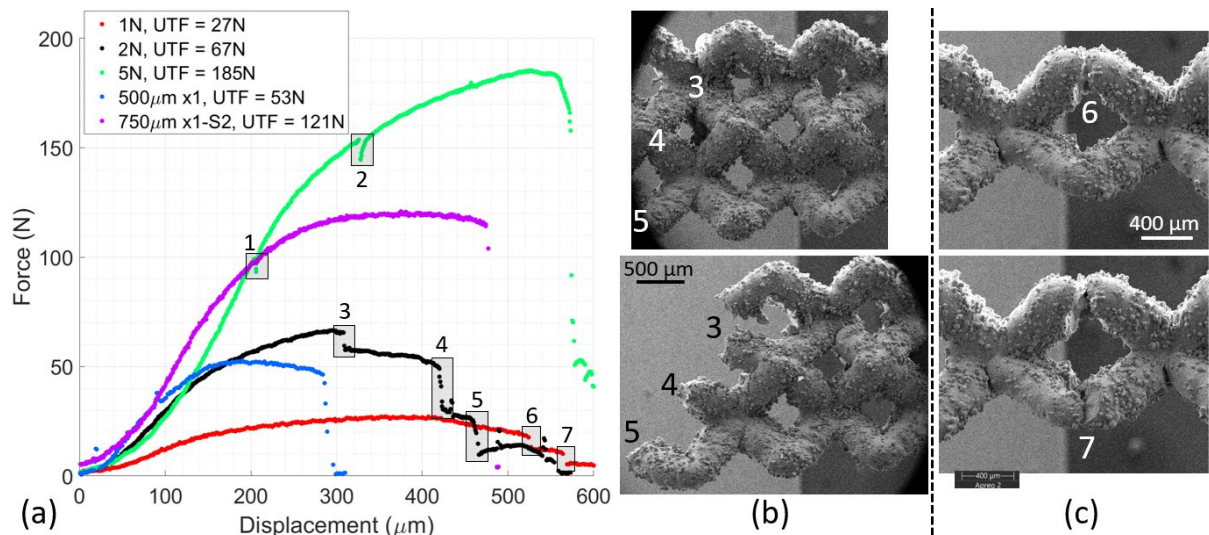 1N, UTF = 27N
2N, UTF = 67N
5N, UTF = 185N
500μm x1, UTF = 53N
750μm x1-S2, UTF = 121N
200
150
100
50
0
Force (N)
0 100 200 300 400 500 600
Displacement (μm)
1
2
3
4
5
6
7
(a)
3
4
5
500 μm
3
4
5
(b)
6
400 μm
7
400 μm
Apreo 2
(c)